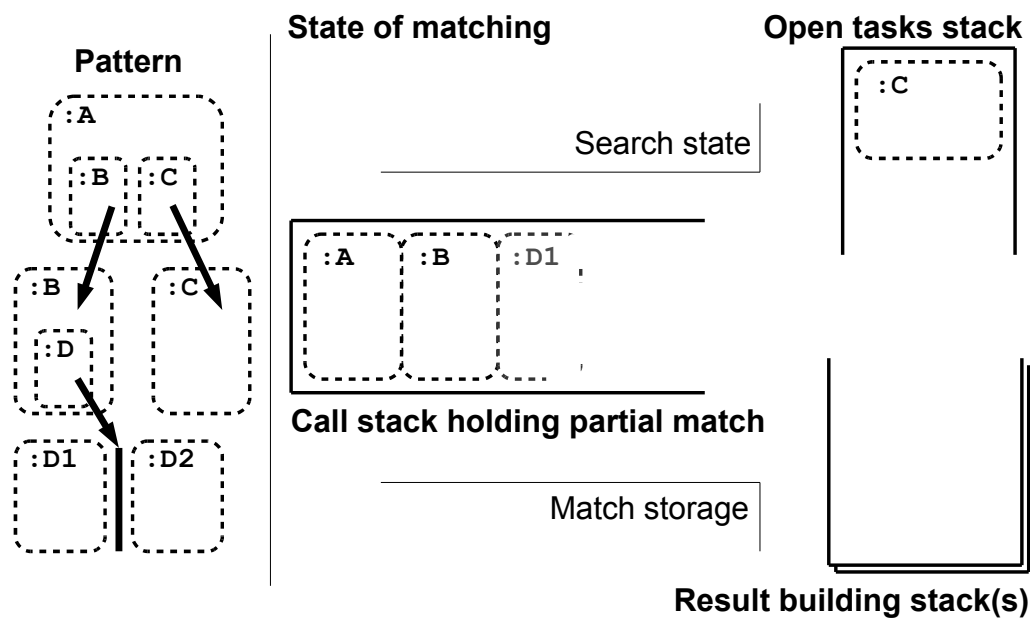 State of matching
Open tasks stack
Pattern
:A
:B
:C
:B
:C
:D
:D1
:D2
Search state
:A
:B
:D1
Call stack holding partial match
Match storage
:C
Result building stack(s)